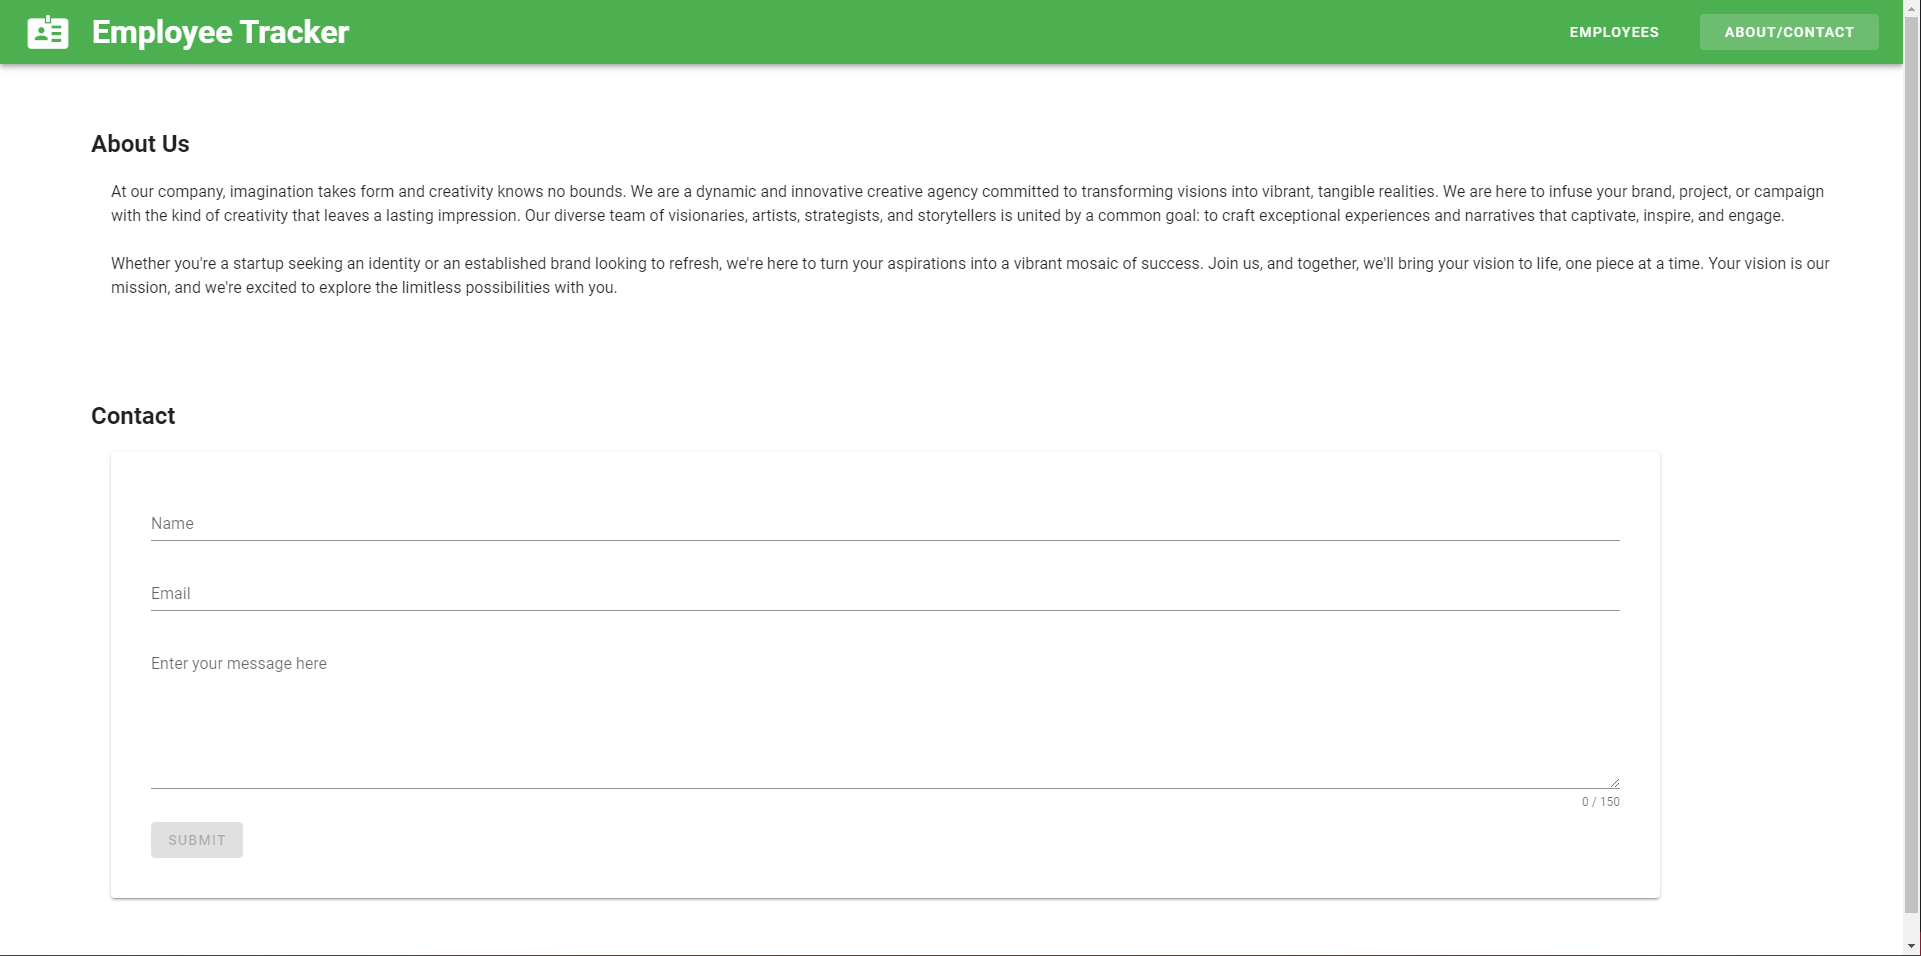 Employee Tracker
EMPLOYEES
ABOUT/CONTACT
About Us
At our company, imagination takes form and creativity knows no bounds. We are a dynamic and innovative creative agency committed to transforming visions into vibrant, tangible realities. We are here to infuse your brand, project, or campaign
with the kind of creativity that leaves a lasting impression. Our diverse team of visionaries, artists, strategists, and storytellers is united by a common goal: to craft exceptional experiences and narratives that captivate, inspire, and engage.
Whether you're a startup seeking an identity or an established brand looking to refresh, we're here to turn your aspirations into a vibrant mosaic of success. Join us, and together, we'll bring your vision to life, one piece at a time. Your vision is our
mission, and we're excited to explore the limitless possibilities with you.
Contact
Name
Email
Enter your message here
0 / 150
SUBMIT